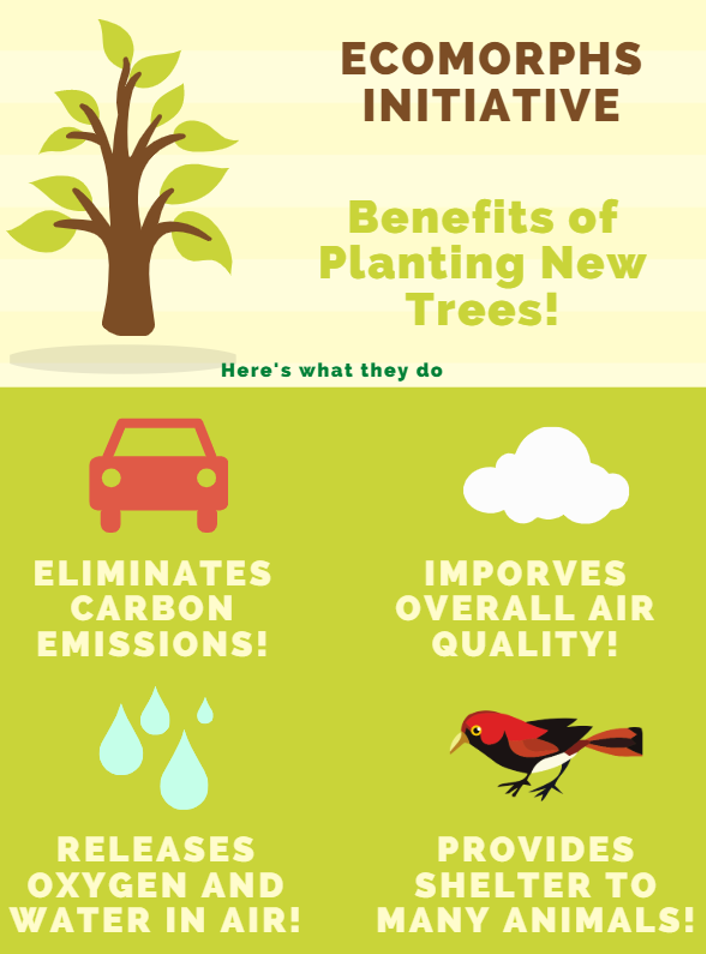 ECOMORPHS
INITIATIVE
Benefits of
Planting New
Trees!
Here's what they do
ELIMINATES
CARBON
EMISSIONS!
IMPORVES
OVERALL AIR
QUALITY!
RELEASES
OXYGEN AND
WATER IN AIR!
PROVIDES
SHELTER TO
MANY ANIMALS!